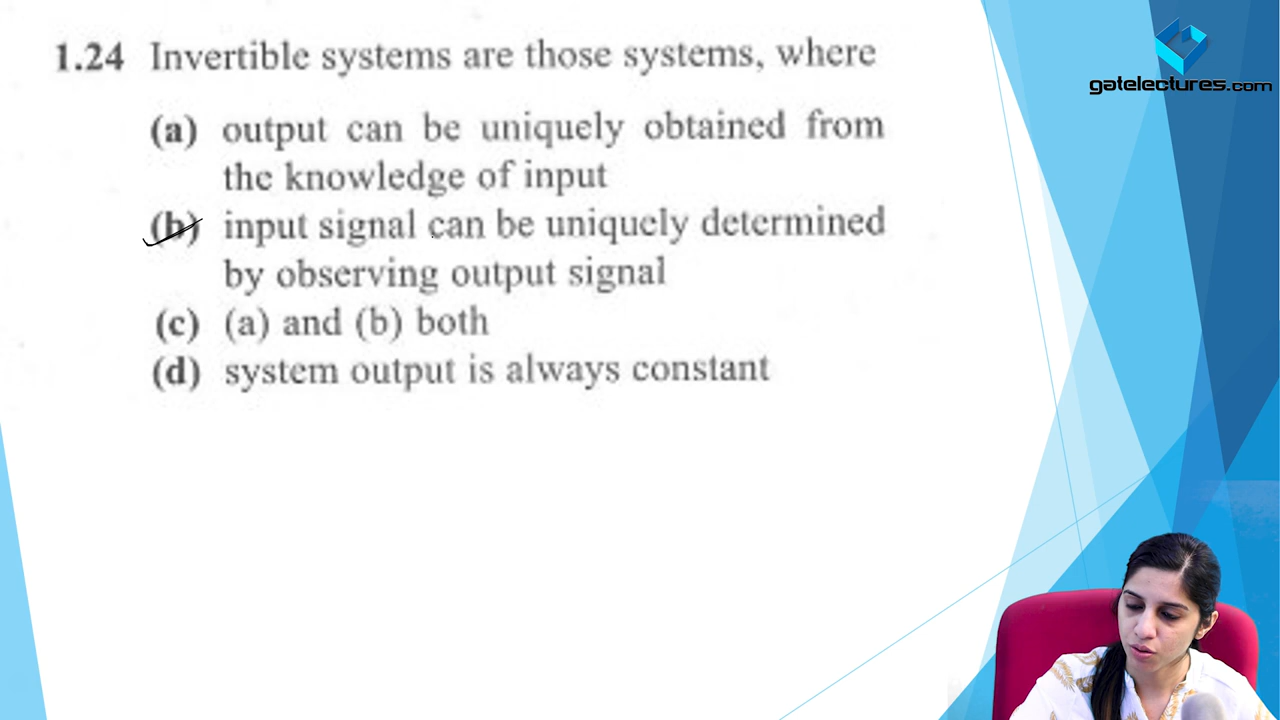 gatelectures.com
1.24 Invertible systems are those systems, where
(a) output can be uniquely obtained from
the knowledge of input
(b) input signal can be uniquely determined
by observing output signal
(c) (a) and (b) both
(d) system output is always constant